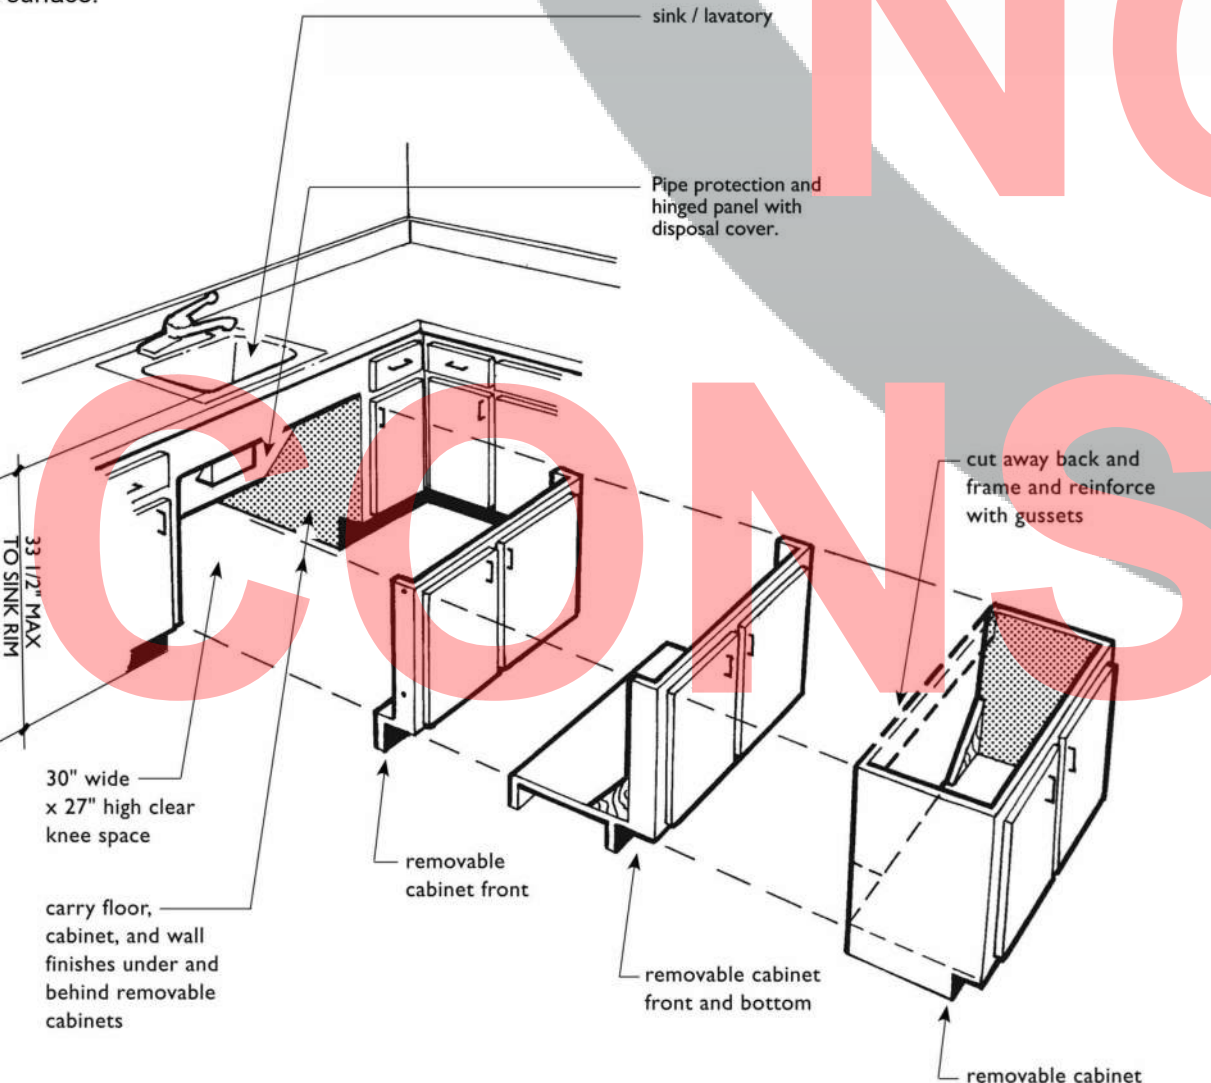 sink / lavatory
Pipe protection and
hinged panel with
disposal cover.
NO
CONS
cut away back and
frame and reinforce
with gussets
33 1/2" MAX
TO SINK RIM
30" wide
x 27" high clear
knee space
removable
cabinet front
carry floor,
cabinet, and wall
finishes under and
behind removable
cabinets
removable cabinet
front and bottom
removable cabinet